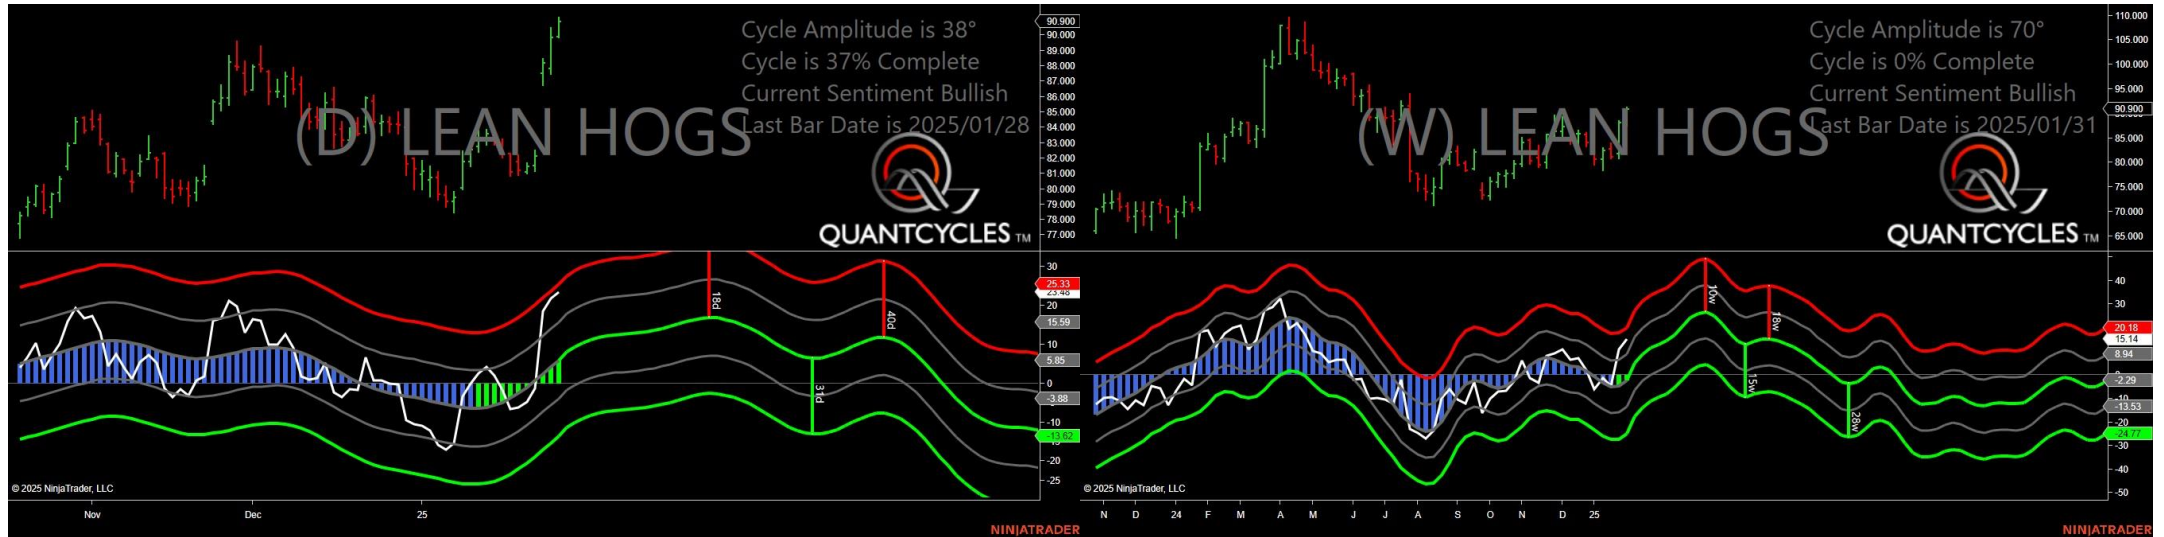 Cycle Amplitude is 38°
Cycle is 37% Complete
Current Sentiment Bullish
Last Bar Date is 2025/01/28
(D) LEAN HOGS
QUANTCYCLES TM
90.900
90.000
89.000
88.000
87.000
86.000
85.000
84.000
83.000
82.000
81.000
80.000
79.000
78.000
77.000
18d
31d
40d
30
25.33
23.48
20
15.59
10
5.85
0
-3.88
-10
-13.62
-20
-25
© 2025 NinjaTrader, LLC
Nov
Dec
25
NINJATRADER
Cycle Amplitude is 70°
Cycle is 0% Complete
Current Sentiment Bullish
Last Bar Date is 2025/01/31
(W) LEAN HOGS
QUANTCYCLES TM
110.000
105.000
100.000
95.000
90.900
85.000
80.000
75.000
70.000
65.000
10w
15w
18w
28w
40
30
20.18
15.14
8.94
-2.29
-13.53
-20
-24.77
-30
-40
-50
© 2025 NinjaTrader, LLC
N D 24 F M A M J J A S O N D 25
NINJATRADER